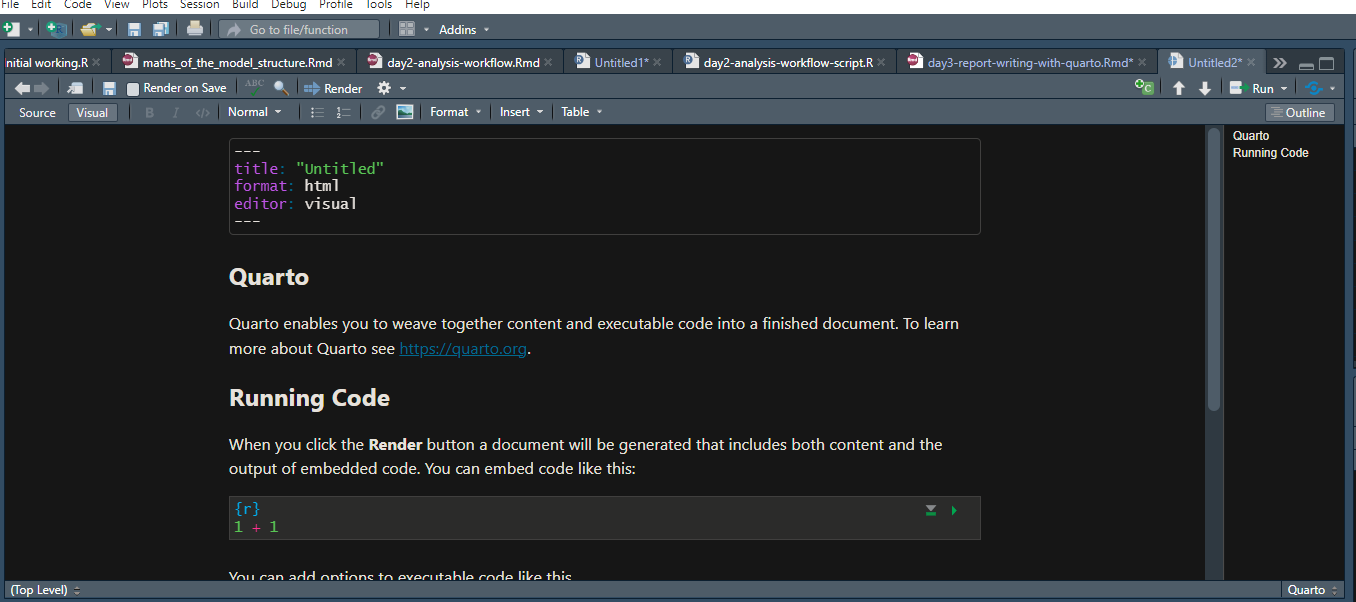 File Edit Code View Plots Session Build Debug Profile Tools Help
Go to file/function Addins
nitial working.R maths_of_the_model_structure.Rmd day2-analysis-workflow.Rmd Untitled1* day2-analysis-workflow-script.R day3-report-writing-with-quarto.Rmd* Untitled2*
Render on Save ABC Render Run
Source Visual B I </> Normal Format Insert Table Outline
---
title: "Untitled"
format: html
editor: visual
---
Quarto
Quarto enables you to weave together content and executable code into a finished document. To learn
more about Quarto see https://quarto.org.
Running Code
When you click the Render button a document will be generated that includes both content and the
output of embedded code. You can embed code like this:
{r}
1 + 1
You can add options to executable code like this
Quarto
Running Code
(Top Level) Quarto